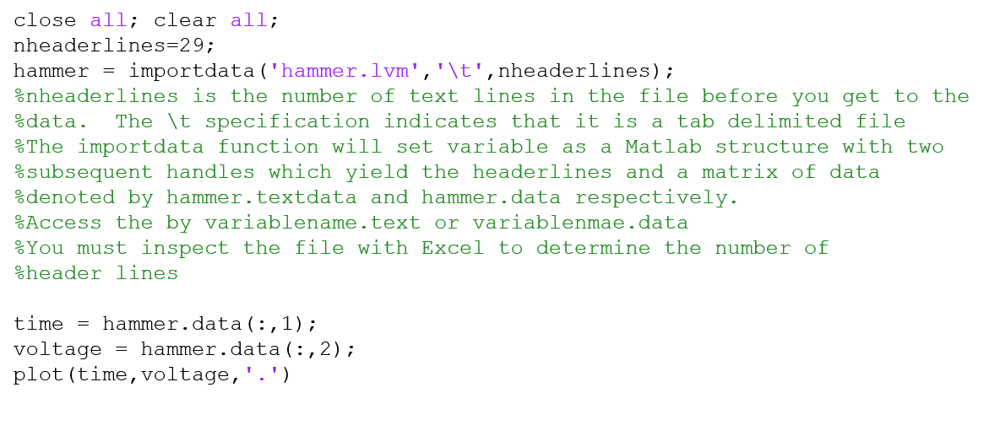 close all; clear all;
nheaderlines=29;
hammer = importdata('hammer.lvm','\t',nheaderlines);
%nheaderlines is the number of text lines in the file before you get to the
%data.  The \t specification indicates that it is a tab delimited file
%The importdata function will set variable as a Matlab structure with two
%subsequent handles which yield the headerlines and a matrix of data
%denoted by hammer.textdata and hammer.data respectively.
%Access the by variablename.text or variablenmae.data
%You must inspect the file with Excel to determine the number of
%header lines
time = hammer.data(:,1);
voltage = hammer.data(:,2);
plot(time,voltage,'.')